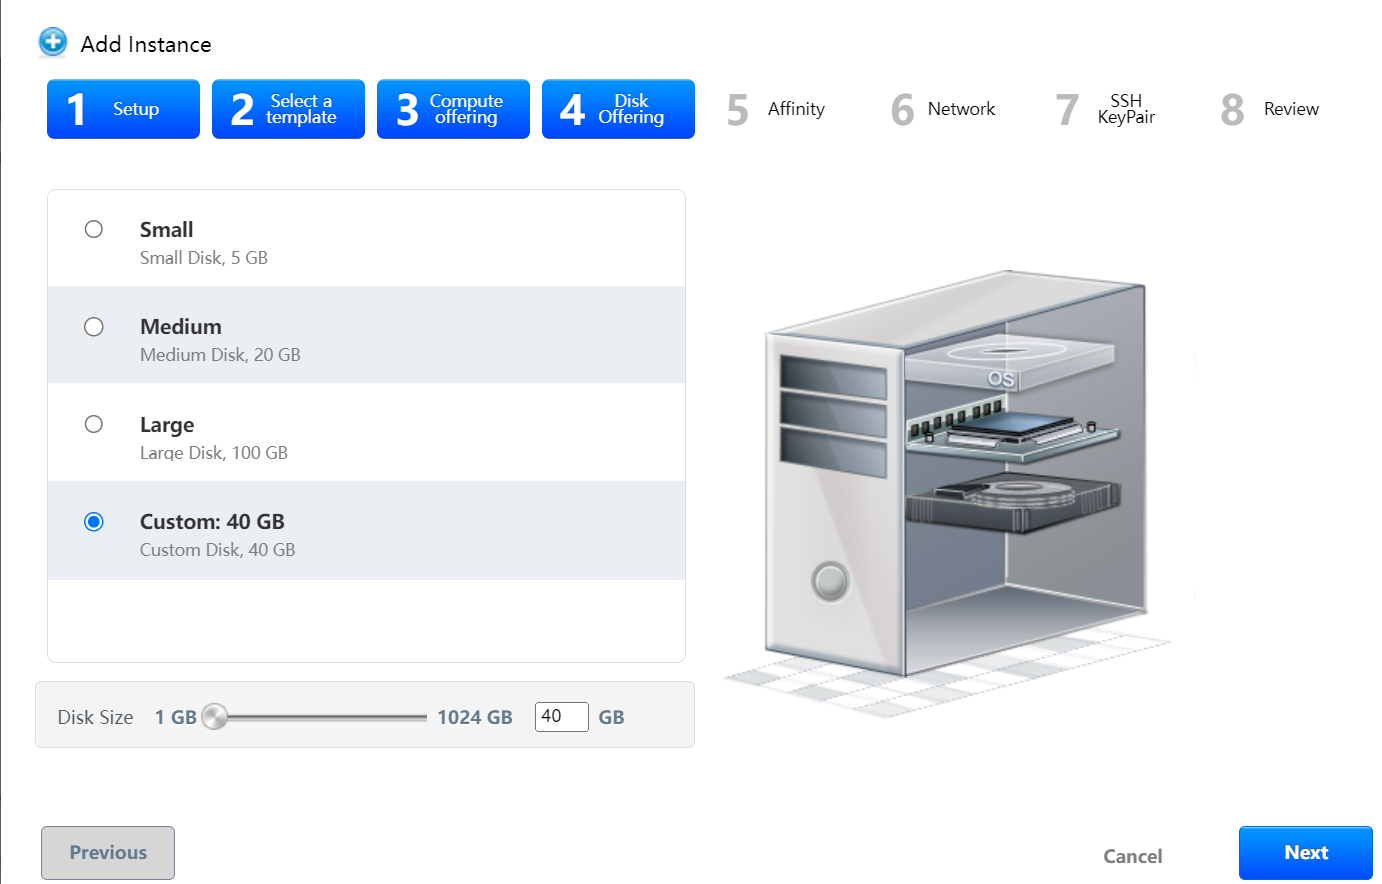 Add Instance
1 Setup
2 Select a template
3 Compute offering
4 Disk Offering
5 Affinity
6 Network
7 SSH KeyPair
8 Review
Small
Small Disk, 5 GB
Medium
Medium Disk, 20 GB
Large
Large Disk, 100 GB
Custom: 40 GB
Custom Disk, 40 GB
OS
Disk Size 1 GB 1024 GB 40 GB
Previous
Cancel
Next